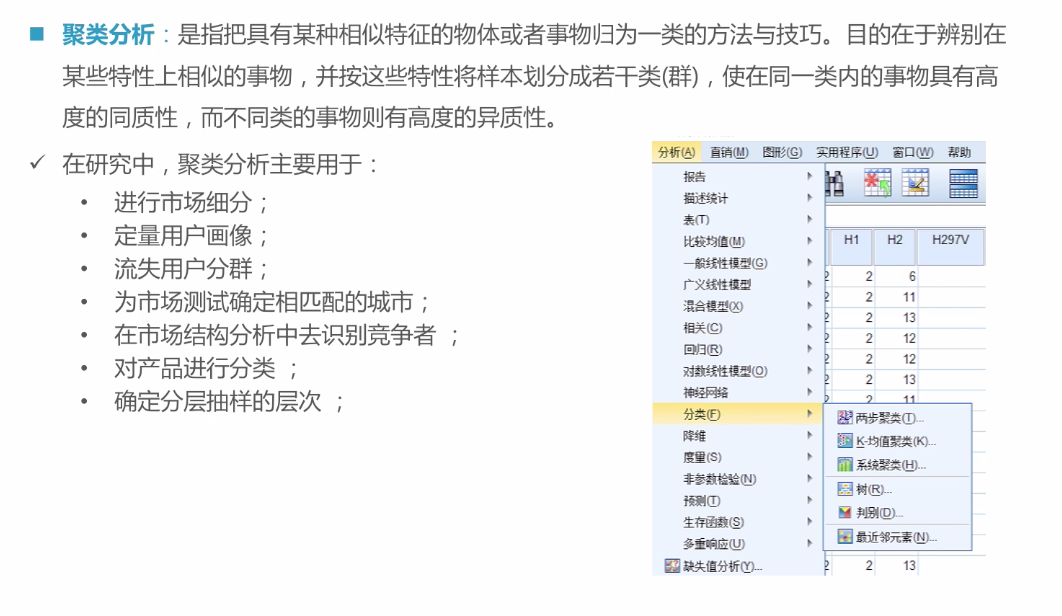 聚类分析：是指把具有某种相似特征的物体或者事物归为一类的方法与技巧。目的在于辨别在
某些特性上相似的事物，并按这些特性将样本划分成若干类(群)，使在同一类内的事物具有高
度的同质性，而不同类的事物则有高度的异质性。
在研究中，聚类分析主要用于：
进行市场细分；
定量用户画像；
流失用户分群；
为市场测试确定相匹配的城市；
在市场结构分析中去识别竞争者 ；
对产品进行分类 ；
确定分层抽样的层次 ；
分析(A) 直销(M) 图形(G) 实用程序(U) 窗口(W) 帮助
报告
描述统计
表(T)
比较均值(M)
一般线性模型(G)
广义线性模型
混合模型(X)
相关(C)
回归(R)
对数线性模型(O)
神经网络
分类(F)
降维
度量(S)
非参数检验(N)
预测(T)
生存函数(S)
多重响应(U)
缺失值分析(Y)...
H1 H2 H297V
2 2 6
2 2 11
2 2 13
2 2 12
2 2 12
2 2 13
2 2 11
两步聚类(T)...
K-均值聚类(K)...
系统聚类(H)...
树(R)...
判别(D)...
最近邻元素(N)...
2 2 13